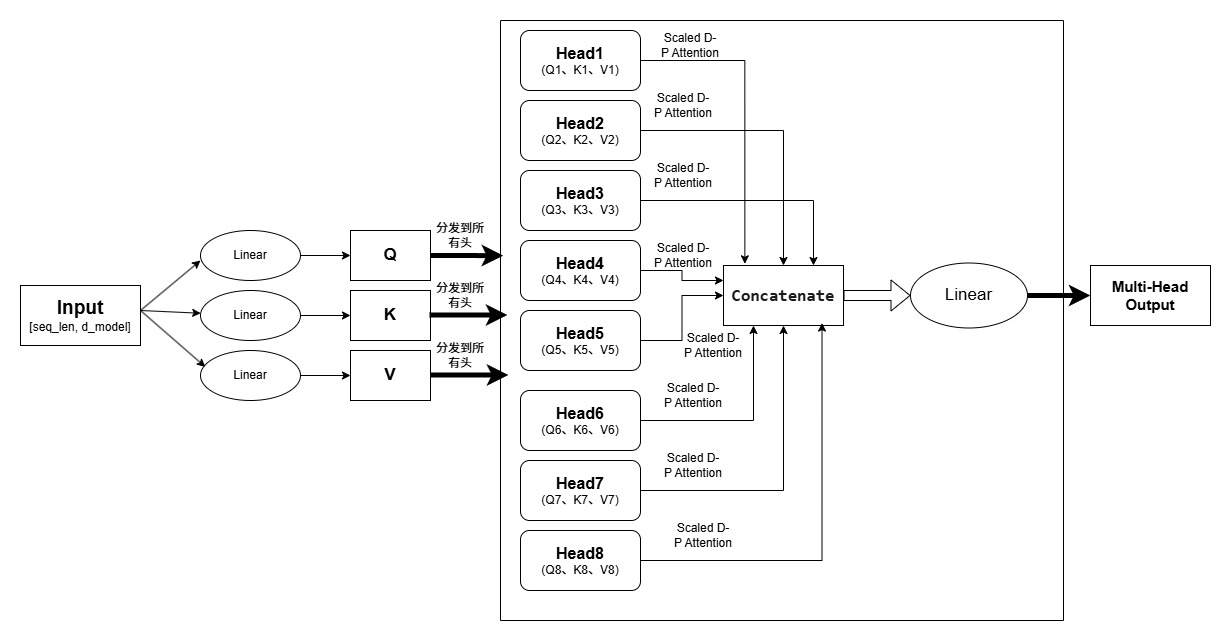 Input
[seq_len, d_model]
Linear
Linear
Linear
Q
K
V
分发到所
有头
分发到所
有头
分发到所
有头
Head1
(Q1、K1、V1)
Scaled D-
P Attention
Head2
(Q2、K2、V2)
Scaled D-
P Attention
Head3
(Q3、K3、V3)
Scaled D-
P Attention
Head4
(Q4、K4、V4)
Scaled D-
P Attention
Head5
(Q5、K5、V5)
Scaled D-
P Attention
Head6
(Q6、K6、V6)
Scaled D-
P Attention
Head7
(Q7、K7、V7)
Scaled D-
P Attention
Head8
(Q8、K8、V8)
Scaled D-
P Attention
Concatenate
Linear
Multi-Head
Output